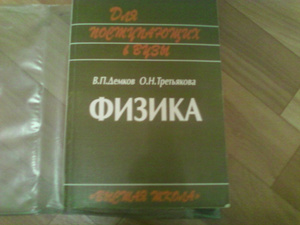 Для
поступающих
в вузы
В.П.Демков О.Н.Третьякова
ФИЗИКА
«ВЫСШАЯ ШКОЛА»